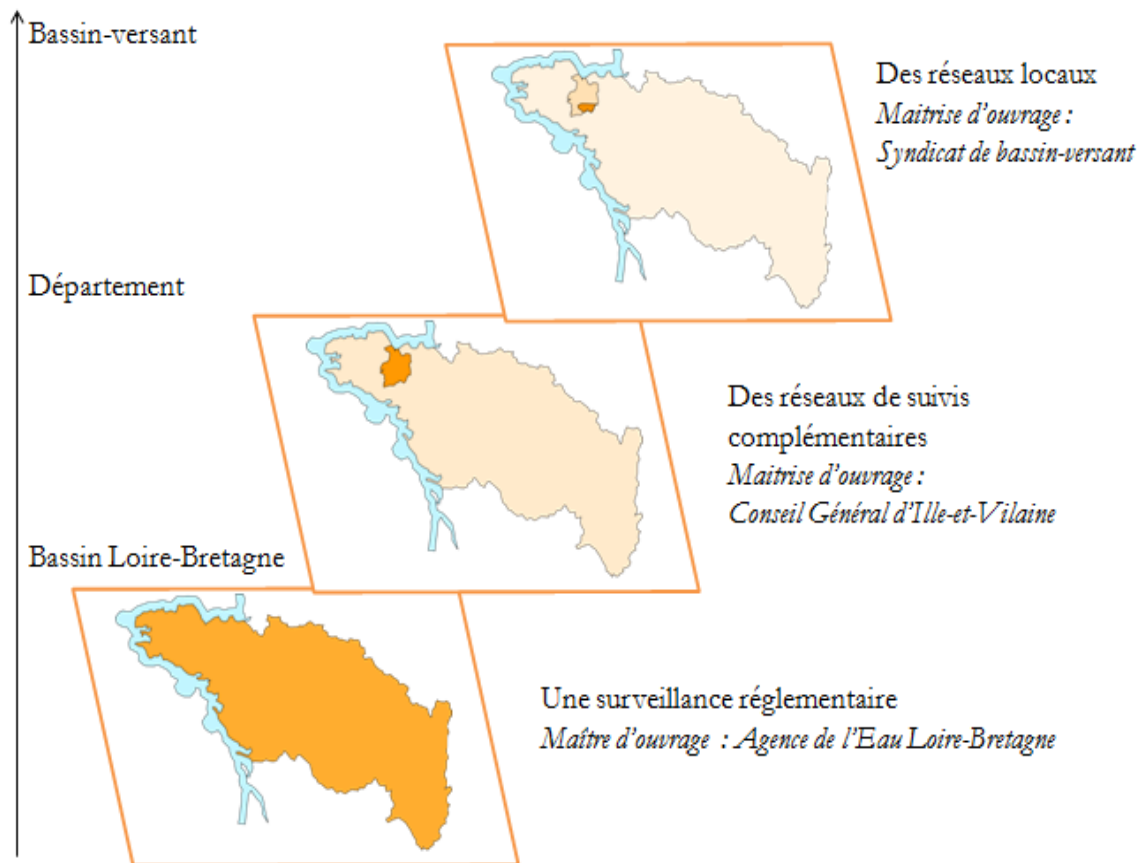 Bassin-versant
Des réseaux locaux
Maitrise d'ouvrage :
Syndicat de bassin-versant
Département
Des réseaux de suivis
complémentaires
Maitrise d'ouvrage :
Conseil Général d'Ille-et-Vilaine
Bassin Loire-Bretagne
Une surveillance réglementaire
Maître d'ouvrage : Agence de l'Eau Loire-Bretagne